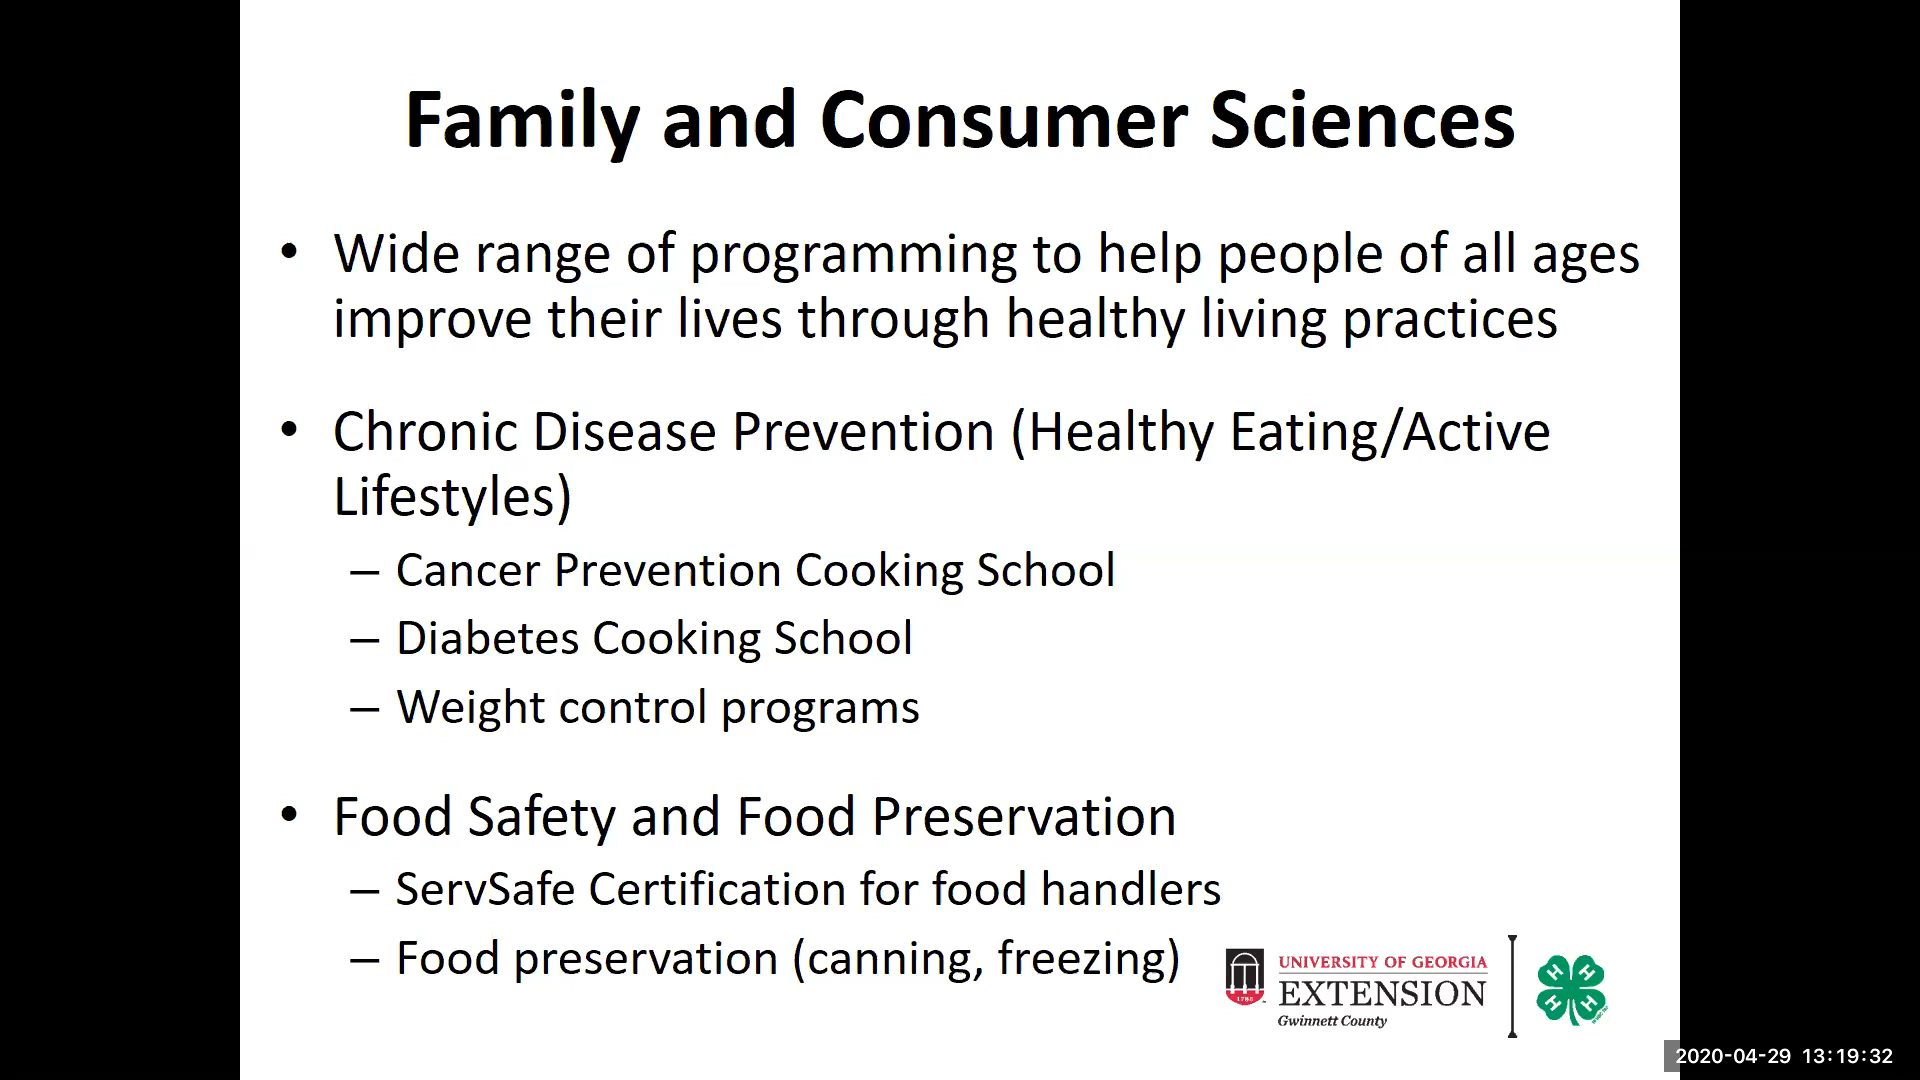 Family and Consumer Sciences
• Wide range of programming to help people of all ages
improve their lives through healthy living practices
• Chronic Disease Prevention (Healthy Eating/Active
Lifestyles)
– Cancer Prevention Cooking School
– Diabetes Cooking School
– Weight control programs
• Food Safety and Food Preservation
– ServSafe Certification for food handlers
– Food preservation (canning, freezing)
1785
UNIVERSITY OF GEORGIA
EXTENSION
Gwinnett County
H H
H H
2020-04-29 13:19:32